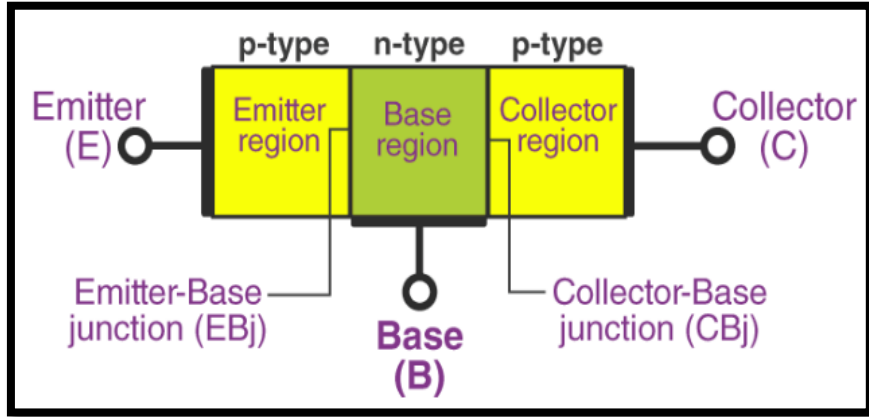 p-type n-type p-type
Emitter
(E)
Emitter
region
Base
region
Collector
region
Collector
(C)
Emitter-Base
junction (EBj)
Base
(B)
Collector-Base
junction (CBj)